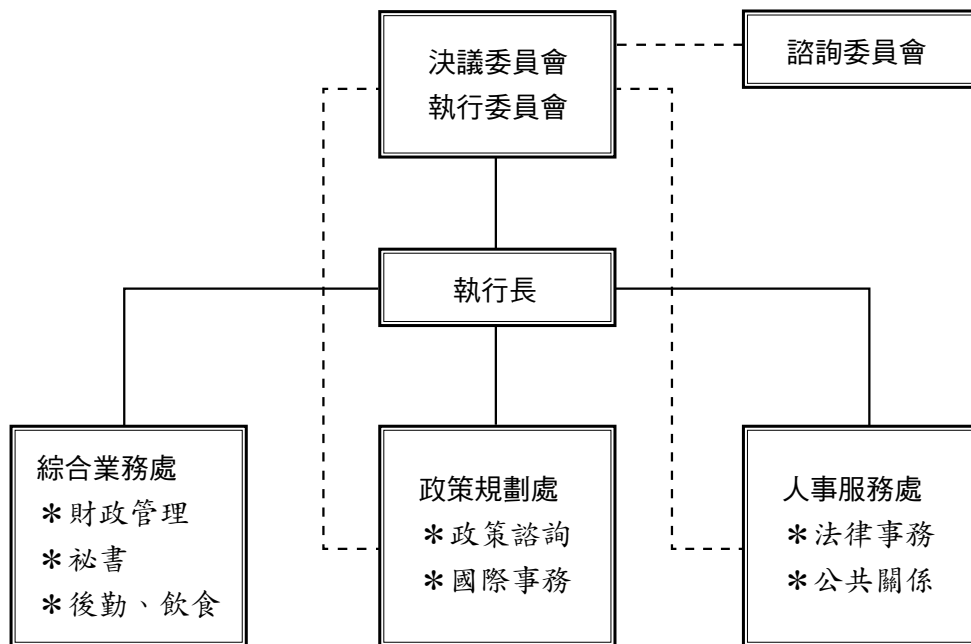 決議委員會
執行委員會
諮詢委員會
執行長
綜合業務處
＊財政管理
＊祕書
＊後勤、飲食
政策規劃處
＊政策諮詢
＊國際事務
人事服務處
＊法律事務
＊公共關係